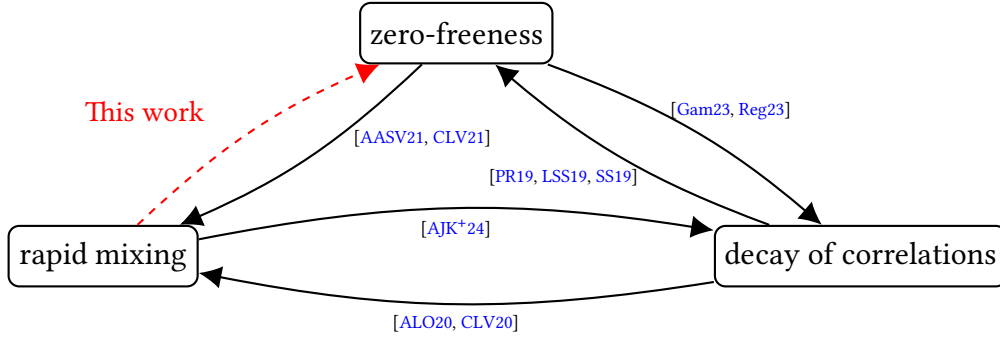 zero-freeness
This work
[Gam23, Reg23]
[AASV21, CLV21]
[PR19, LSS19, SS19]
[AJK+24]
rapid mixing
decay of correlations
[ALO20, CLV20]